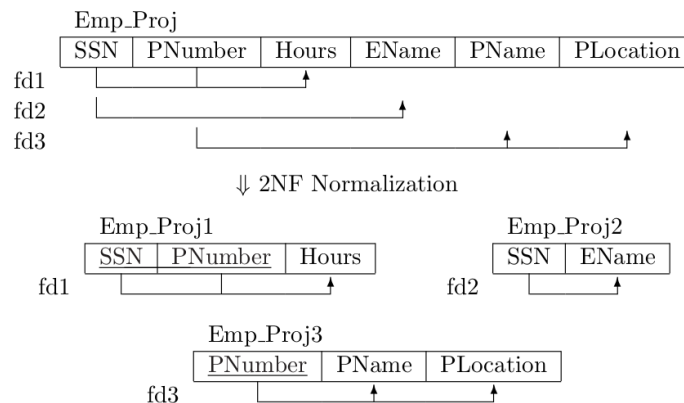 Emp_Proj
SSN PNumber Hours EName PName PLocation
fd1
fd2
fd3
⇓ 2NF Normalization
Emp_Proj1 Emp_Proj2
SSN PNumber Hours SSN EName
fd1 fd2
Emp_Proj3
PNumber PName PLocation
fd3